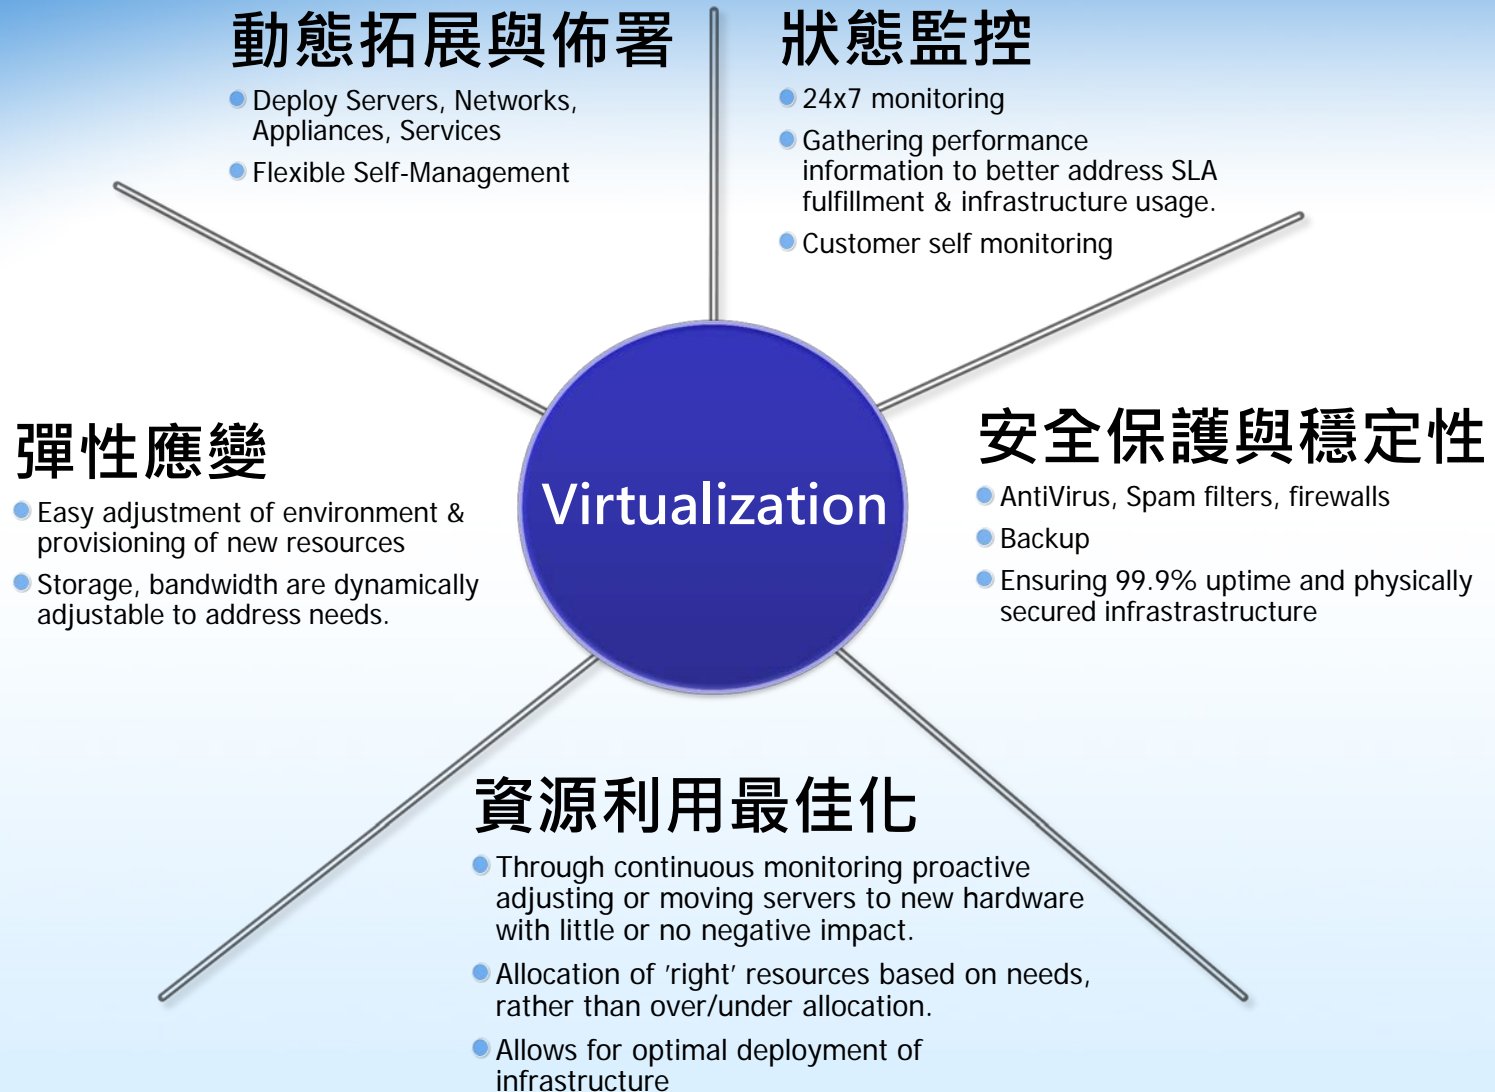 動態拓展與佈署
Deploy Servers, Networks,
Appliances, Services
Flexible Self-Management
狀態監控
24x7 monitoring
Gathering performance
information to better address SLA
fulfillment & infrastructure usage.
Customer self monitoring
彈性應變
Easy adjustment of environment &
provisioning of new resources
Storage, bandwidth are dynamically
adjustable to address needs.
Virtualization
安全保護與穩定性
AntiVirus, Spam filters, firewalls
Backup
Ensuring 99.9% uptime and physically
secured infrastrastructure
資源利用最佳化
Through continuous monitoring proactive
adjusting or moving servers to new hardware
with little or no negative impact.
Allocation of 'right' resources based on needs,
rather than over/under allocation.
Allows for optimal deployment of
infrastructure